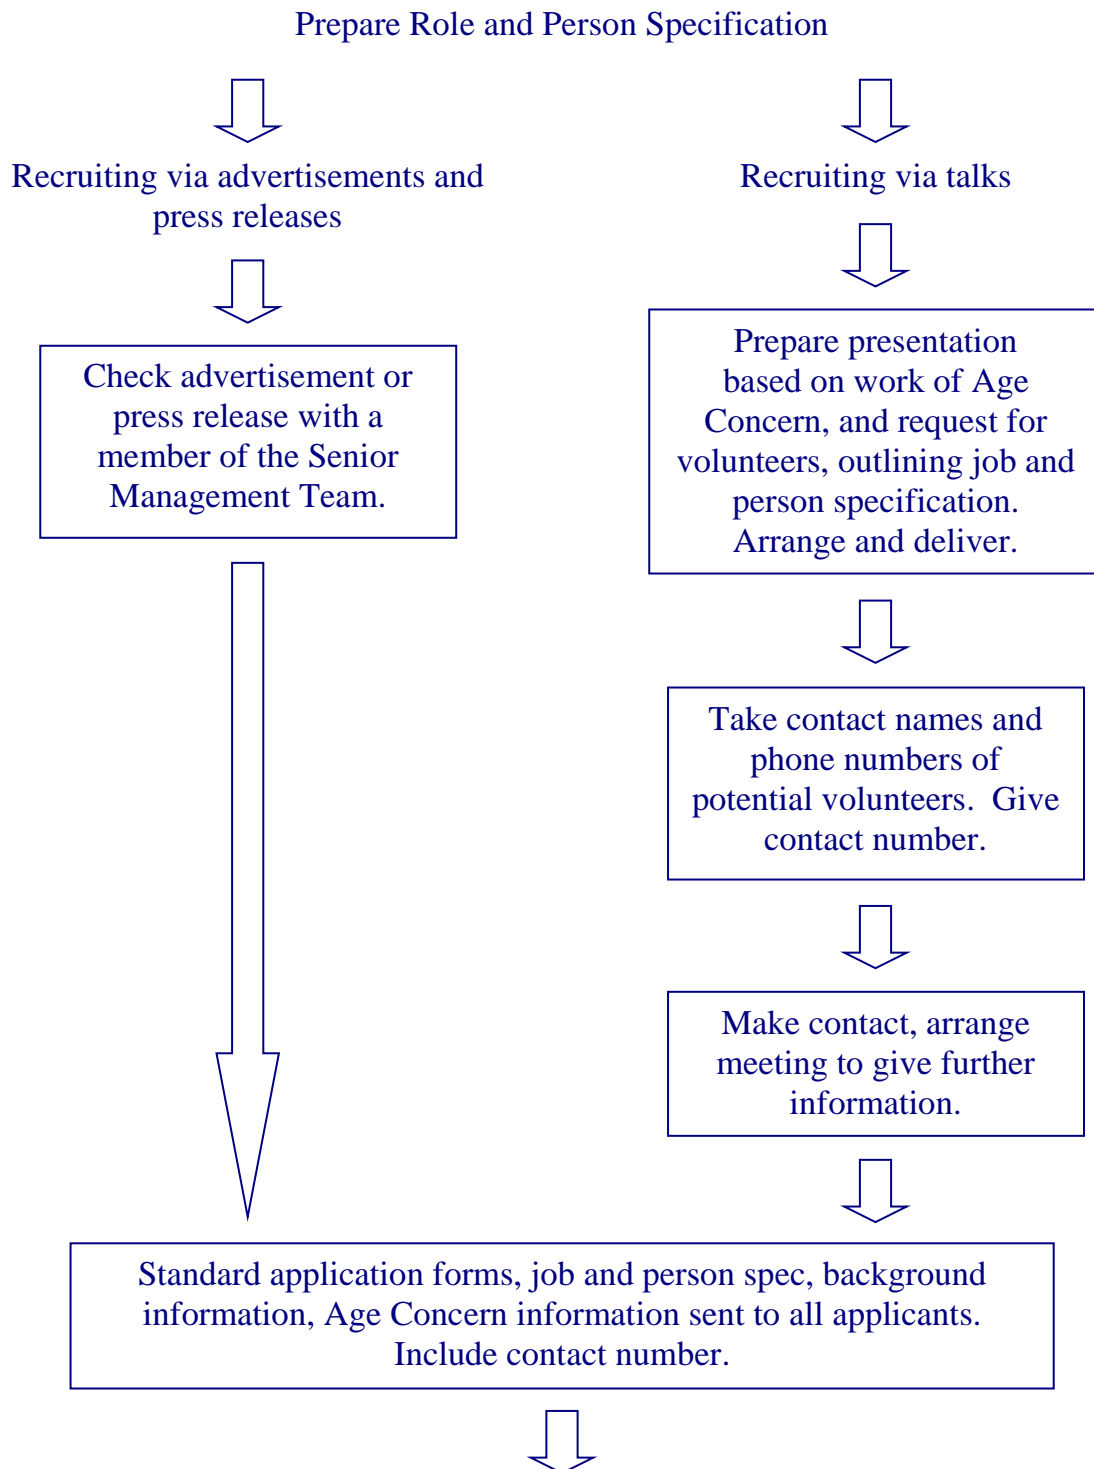 Prepare Role and Person Specification
Recruiting via advertisements and
press releases
Recruiting via talks
Check advertisement or
press release with a
member of the Senior
Management Team.
Prepare presentation
based on work of Age
Concern, and request for
volunteers, outlining job and
person specification.
Arrange and deliver.
Take contact names and
phone numbers of
potential volunteers.  Give
contact number.
Make contact, arrange
meeting to give further
information.
Standard application forms, job and person spec, background
information, Age Concern information sent to all applicants.
Include contact number.